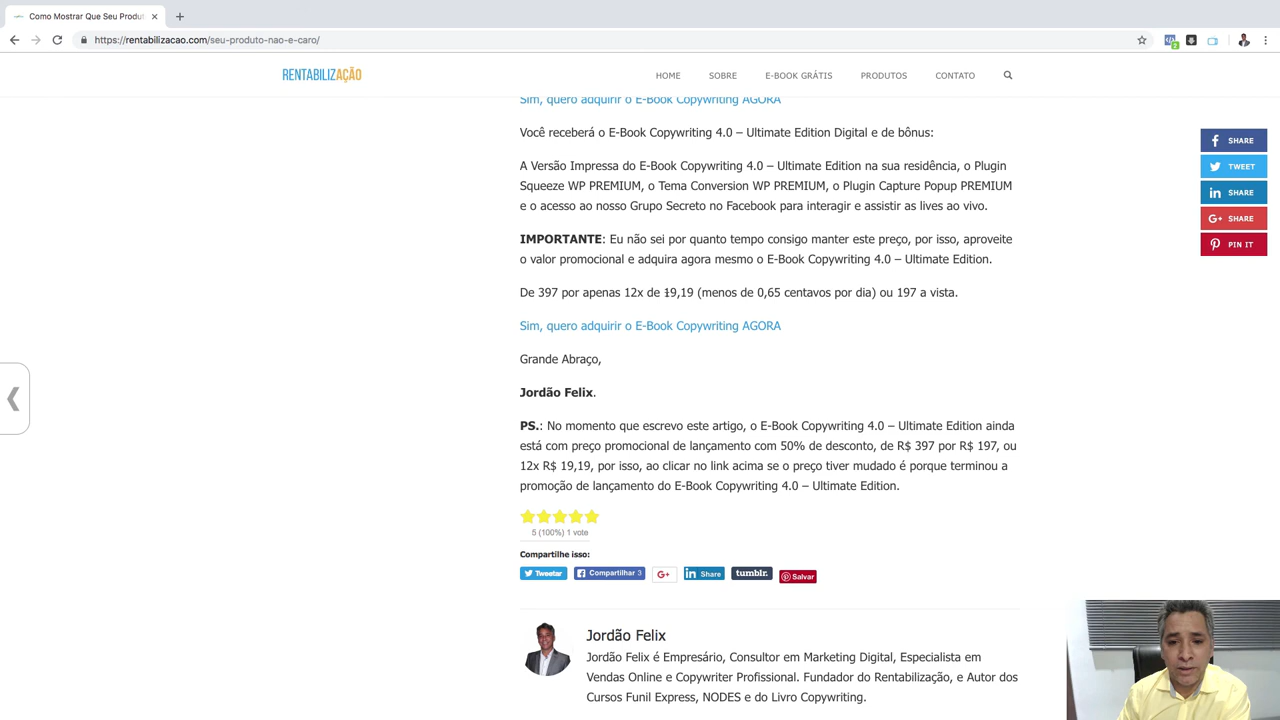 Como Mostrar Que Seu Produt
https://rentabilizacao.com/seu-produto-nao-e-caro/
2
RENTABILIZAÇÃO
HOME SOBRE E-BOOK GRÁTIS PRODUTOS CONTATO
Sim, quero adquirir o E-Book Copywriting AGORA
Você receberá o E-Book Copywriting 4.0 – Ultimate Edition Digital e de bônus:
A Versão Impressa do E-Book Copywriting 4.0 – Ultimate Edition na sua residência, o Plugin
Squeeze WP PREMIUM, o Tema Conversion WP PREMIUM, o Plugin Capture Popup PREMIUM
e o acesso ao nosso Grupo Secreto no Facebook para interagir e assistir as lives ao vivo.
IMPORTANTE: Eu não sei por quanto tempo consigo manter este preço, por isso, aproveite
o valor promocional e adquira agora mesmo o E-Book Copywriting 4.0 – Ultimate Edition.
De 397 por apenas 12x de 19,19 (menos de 0,65 centavos por dia) ou 197 a vista.
Sim, quero adquirir o E-Book Copywriting AGORA
Grande Abraço,
Jordão Felix.
PS.: No momento que escrevo este artigo, o E-Book Copywriting 4.0 – Ultimate Edition ainda
está com preço promocional de lançamento com 50% de desconto, de R$ 397 por R$ 197, ou
12x R$ 19,19, por isso, ao clicar no link acima se o preço tiver mudado é porque terminou a
promoção de lançamento do E-Book Copywriting 4.0 – Ultimate Edition.
5 (100%) 1 vote
Compartilhe isso:
Tweetar Compartilhar 3 G+ in Share tumblr. Salvar
Jordão Felix
Jordão Felix é Empresário, Consultor em Marketing Digital, Especialista em
Vendas Online e Copywriter Profissional. Fundador do Rentabilização, e Autor dos
Cursos Funil Express, NODES e do Livro Copywriting.
f SHARE
TWEET
in SHARE
G+ SHARE
PIN IT